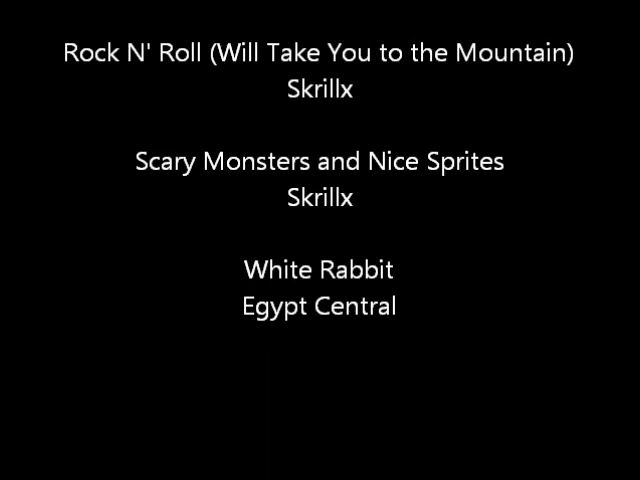 Rock N' Roll (Will Take You to the Mountain)
Skrillx
Scary Monsters and Nice Sprites
Skrillx
White Rabbit
Egypt Central